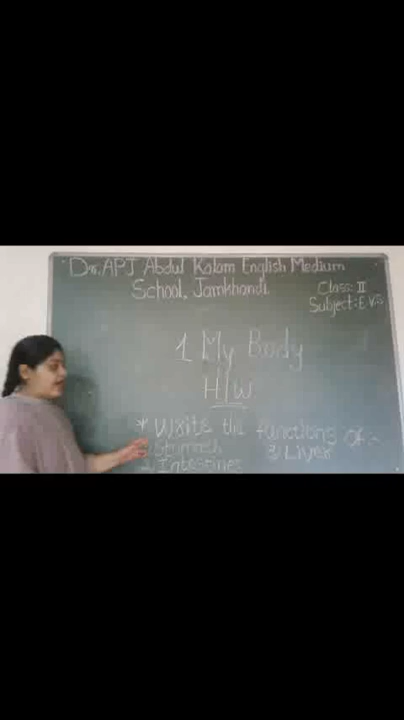 Dr. APJ Abdul Kalam English Medium
School, Jamkhandi.
Class: II
Subject: E.V.S
1 My Body
H/W
* Write the functions of:-
1) Stomach 3) Liver
2) Intestines